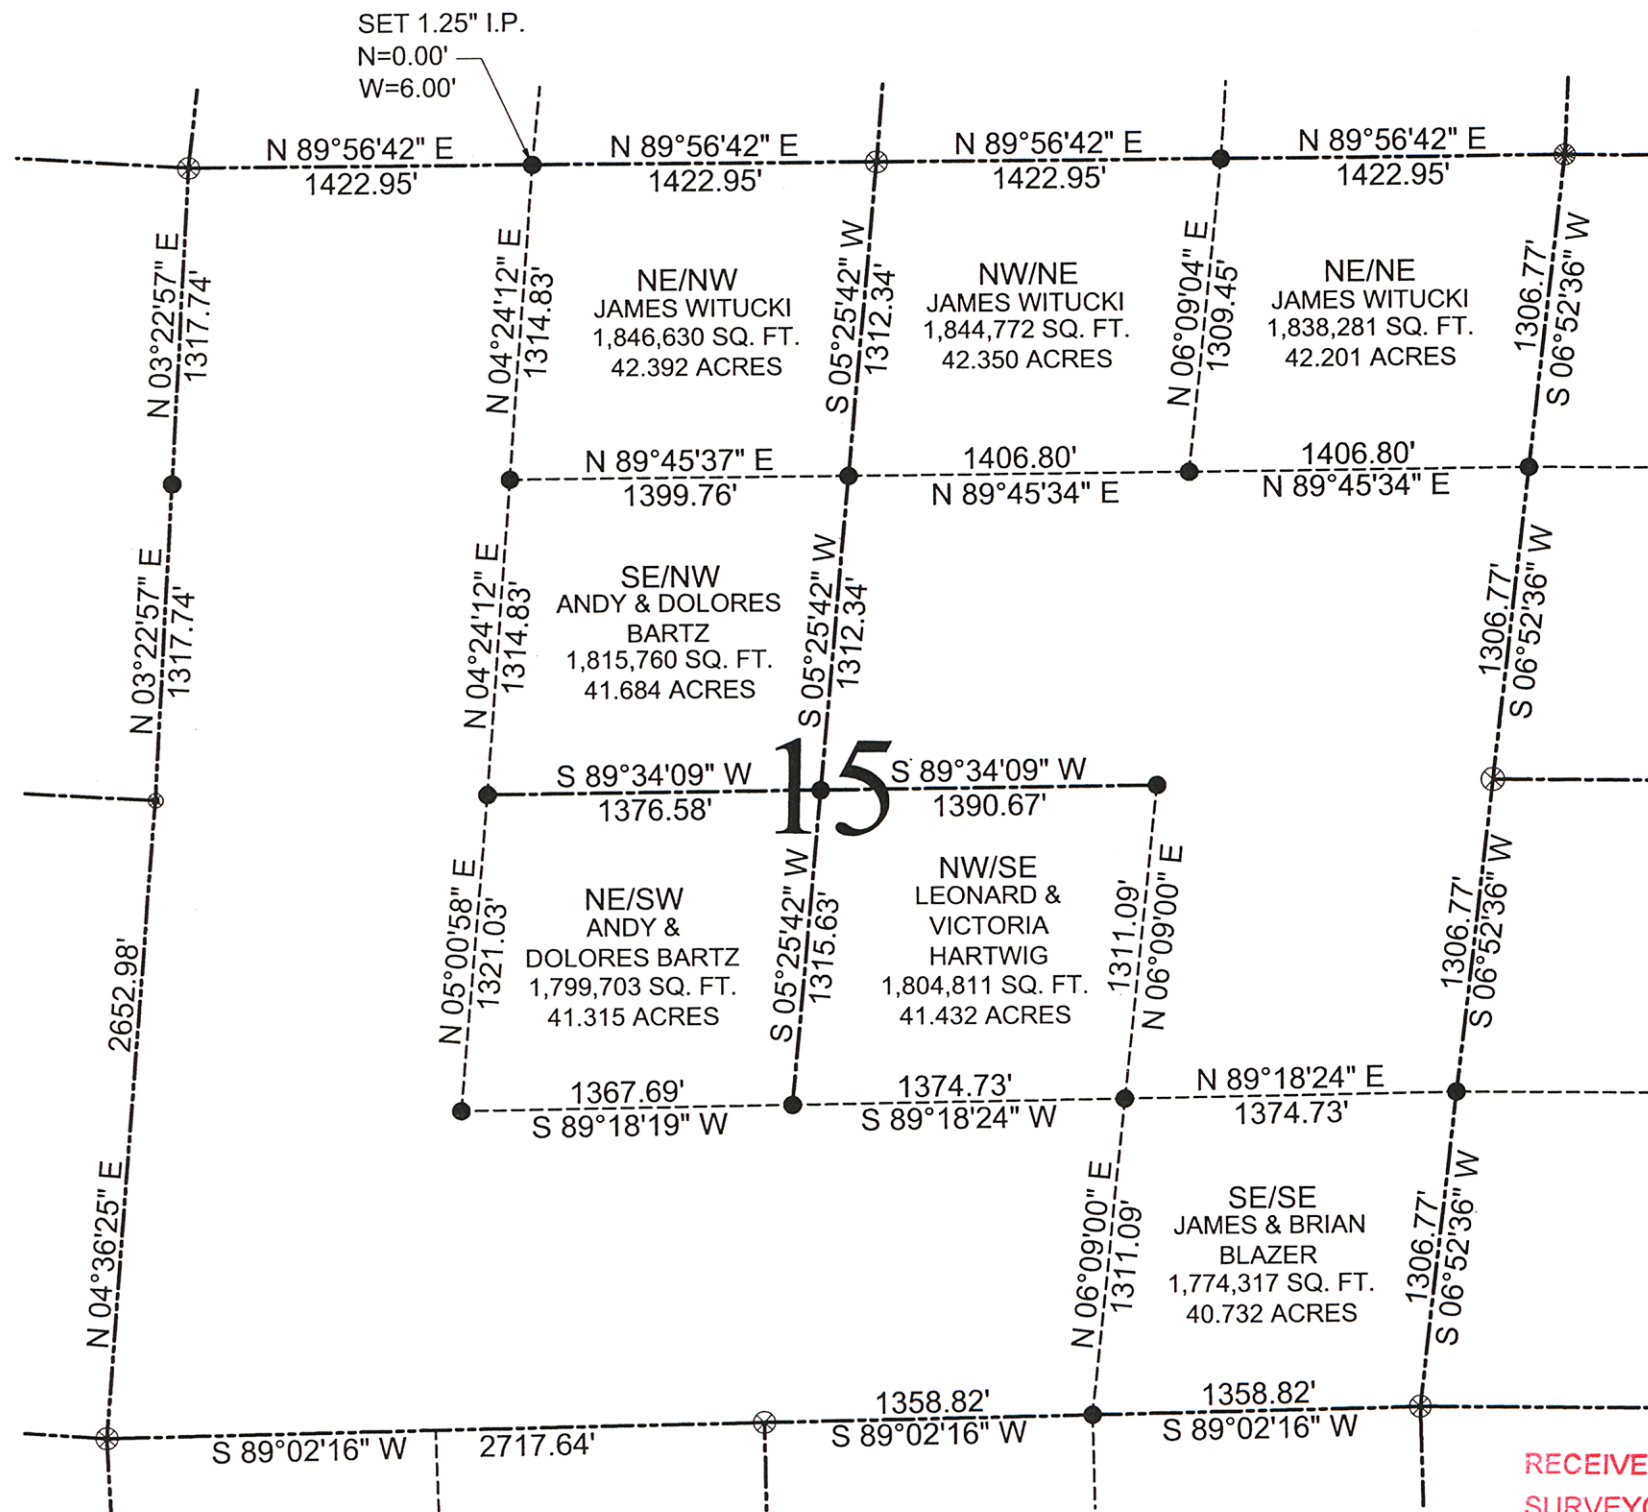 SET 1.25" I.P.
N=0.00'
W=6.00'
N 89°56'42" E
1422.95'
N 89°56'42" E
1422.95'
N 89°56'42" E
1422.95'
N 89°56'42" E
1422.95'
N 03°22'57" E
1317.74'
N 04°24'12" E
1314.83'
NE/NW
JAMES WITUCKI
1,846,630 SQ. FT.
42.392 ACRES
S 05°25'42" W
1312.34'
NW/NE
JAMES WITUCKI
1,844,772 SQ. FT.
42.350 ACRES
N 06°09'04" E
1309.45'
NE/NE
JAMES WITUCKI
1,838,281 SQ. FT.
42.201 ACRES
1306.77'
S 06°52'36" W
N 89°45'37" E
1399.76'
1406.80'
N 89°45'34" E
1406.80'
N 89°45'34" E
N 03°22'57" E
1317.74'
N 04°24'12" E
1314.83'
SE/NW
ANDY & DOLORES
BARTZ
1,815,760 SQ. FT.
41.684 ACRES
S 05°25'42" W
1312.34'
1306.77'
S 06°52'36" W
15
S 89°34'09" W
1376.58'
S 89°34'09" W
1390.67'
2652.98'
N 04°36'25" E
N 05°00'58" E
1321.03'
NE/SW
ANDY &
DOLORES BARTZ
1,799,703 SQ. FT.
41.315 ACRES
S 05°25'42" W
1315.63'
NW/SE
LEONARD &
VICTORIA
HARTWIG
1,804,811 SQ. FT.
41.432 ACRES
1311.09'
N 06°09'00" E
1306.77'
S 06°52'36" W
1367.69'
S 89°18'19" W
1374.73'
S 89°18'24" W
N 89°18'24" E
1374.73'
N 06°09'00" E
1311.09'
SE/SE
JAMES & BRIAN
BLAZER
1,774,317 SQ. FT.
40.732 ACRES
1306.77'
S 06°52'36" W
S 89°02'16" W
2717.64'
1358.82'
S 89°02'16" W
1358.82'
S 89°02'16" W
RECEIVE
SURVEYO